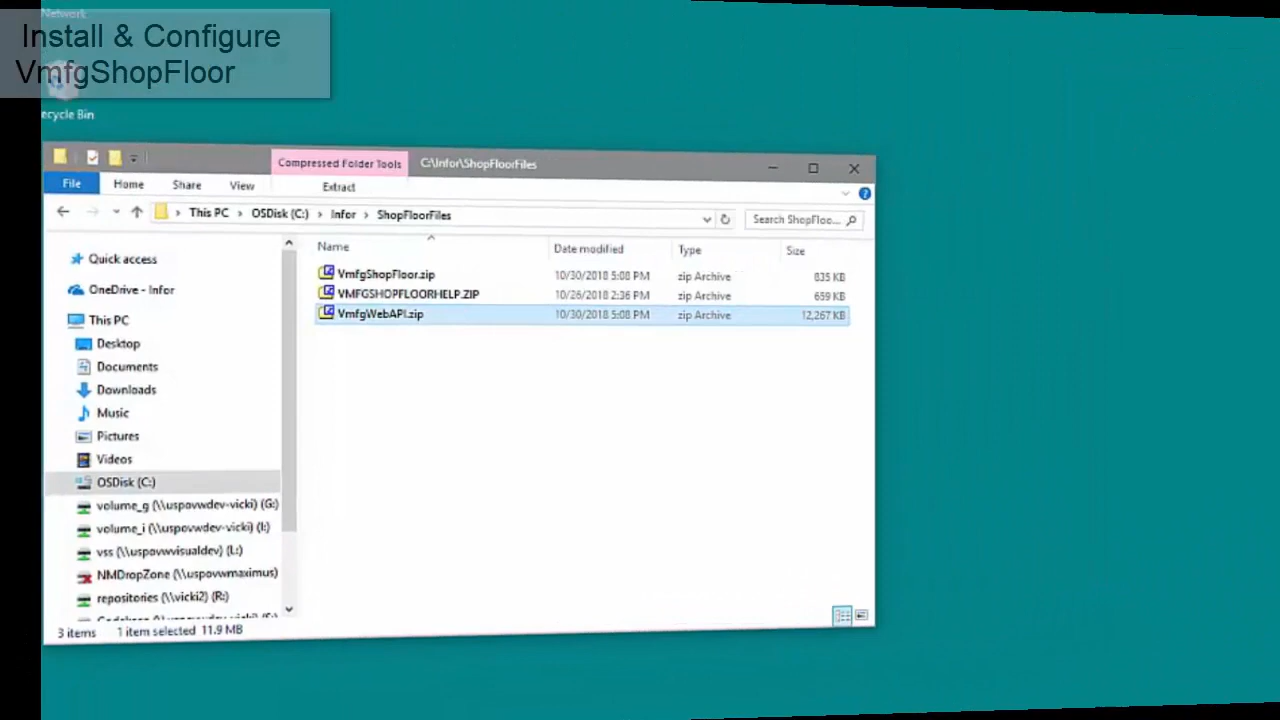 Network
Install & Configure
VmfgShopFloor
ecycle Bin
Compressed Folder Tools
C:\Infor\ShopFloorFiles
File
Home
Share
View
Extract
This PC > OSDisk (C:) > Infor > ShopFloorFiles
Search ShopFloo...
Name
Date modified
Type
Size
VmfgShopFloor.zip 10/30/2018 5:08 PM zip Archive 835 KB
VMFGSHOPFLOORHELP.ZIP 10/26/2018 2:36 PM zip Archive 659 KB
VmfgWebAPI.zip 10/30/2018 5:08 PM zip Archive 12,267 KB
Quick access
OneDrive - Infor
This PC
Desktop
Documents
Downloads
Music
Pictures
Videos
OSDisk (C:)
volume_g (\\uspovwdev-vicki) (G:)
volume_i (\\uspovwdev-vicki) (I:)
vss (\\uspovwvisualdev) (L:)
NMDropZone (\\uspovwmaximus)
repositories (\\vicki2) (R:)
3 items
1 item selected 11.9 MB